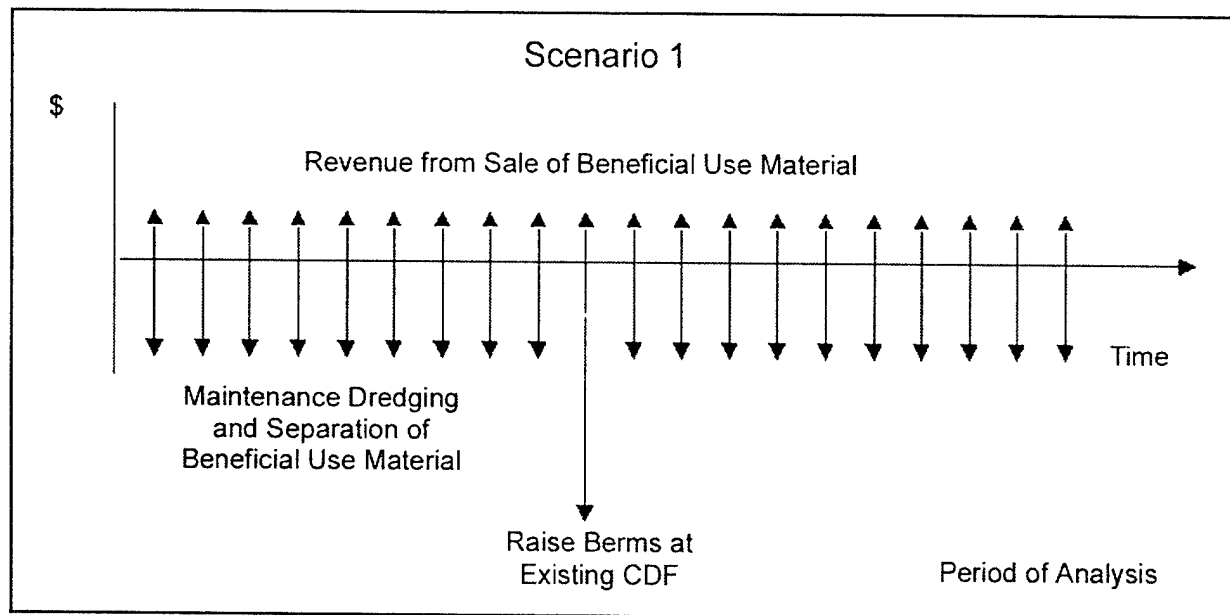 Scenario 1
$
Revenue from Sale of Beneficial Use Material
Time
Maintenance Dredging
and Separation of
Beneficial Use Material
Raise Berms at
Existing CDF
Period of Analysis